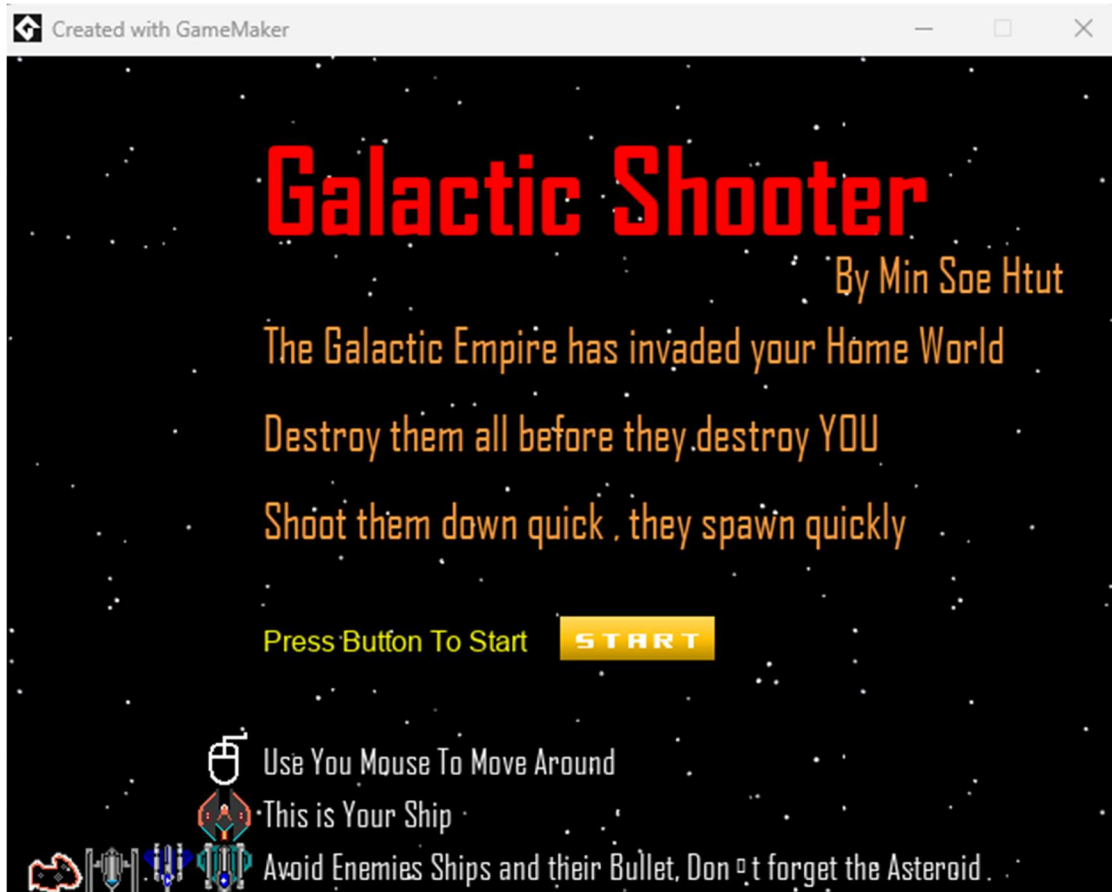 Created with GameMaker
Galactic Shooter
By Min Soe Htut
The Galactic Empire has invaded your Home World
Destroy them all before they destroy YOU
Shoot them down quick , they spawn quickly
Press Button To Start START
Use You Mouse To Move Around
This is Your Ship
Avoid Enemies Ships and their Bullet, Don▯t forget the Asteroid .